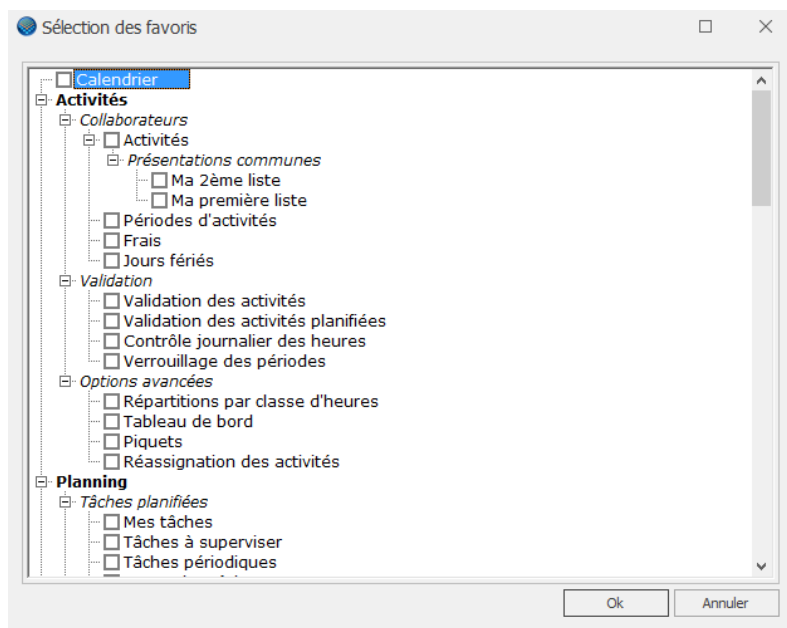 Sélection des favoris
Calendrier
Activités
Collaborateurs
Activités
Présentations communes
Ma 2ème liste
Ma première liste
Périodes d'activités
Frais
Jours fériés
Validation
Validation des activités
Validation des activités planifiées
Contrôle journalier des heures
Verrouillage des périodes
Options avancées
Répartitions par classe d'heures
Tableau de bord
Piquets
Réassignation des activités
Planning
Tâches planifiées
Mes tâches
Tâches à superviser
Tâches périodiques
Ok Annuler